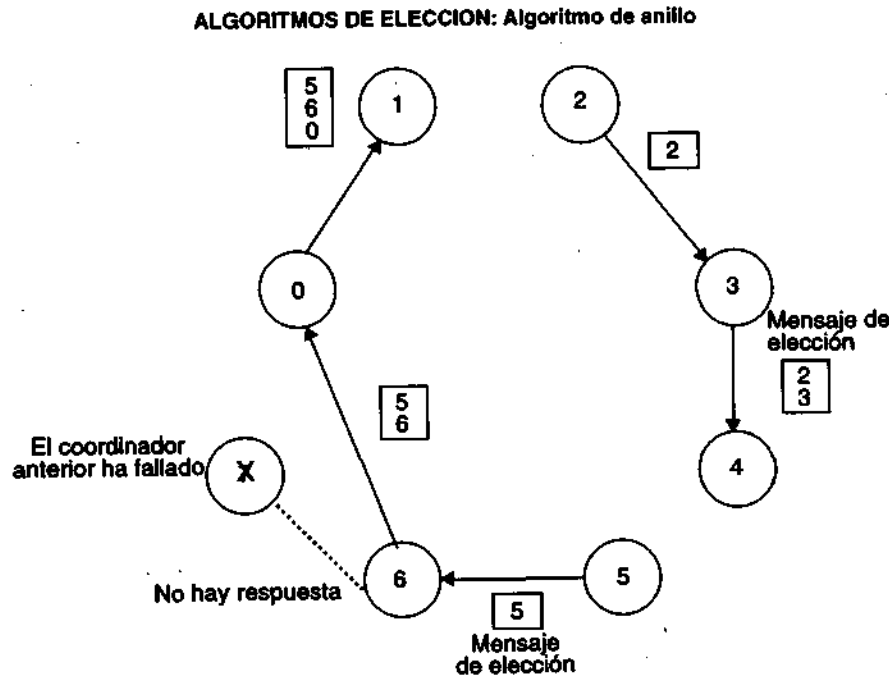 ALGORITMOS DE ELECCION: Algoritmo de anillo
5
6
0
1
2
2
0
3
Mensaje de
elección
2
3
5
6
El coordinador
anterior ha fallado
X
4
No hay respuesta
6
5
5
Mensaje
de elección